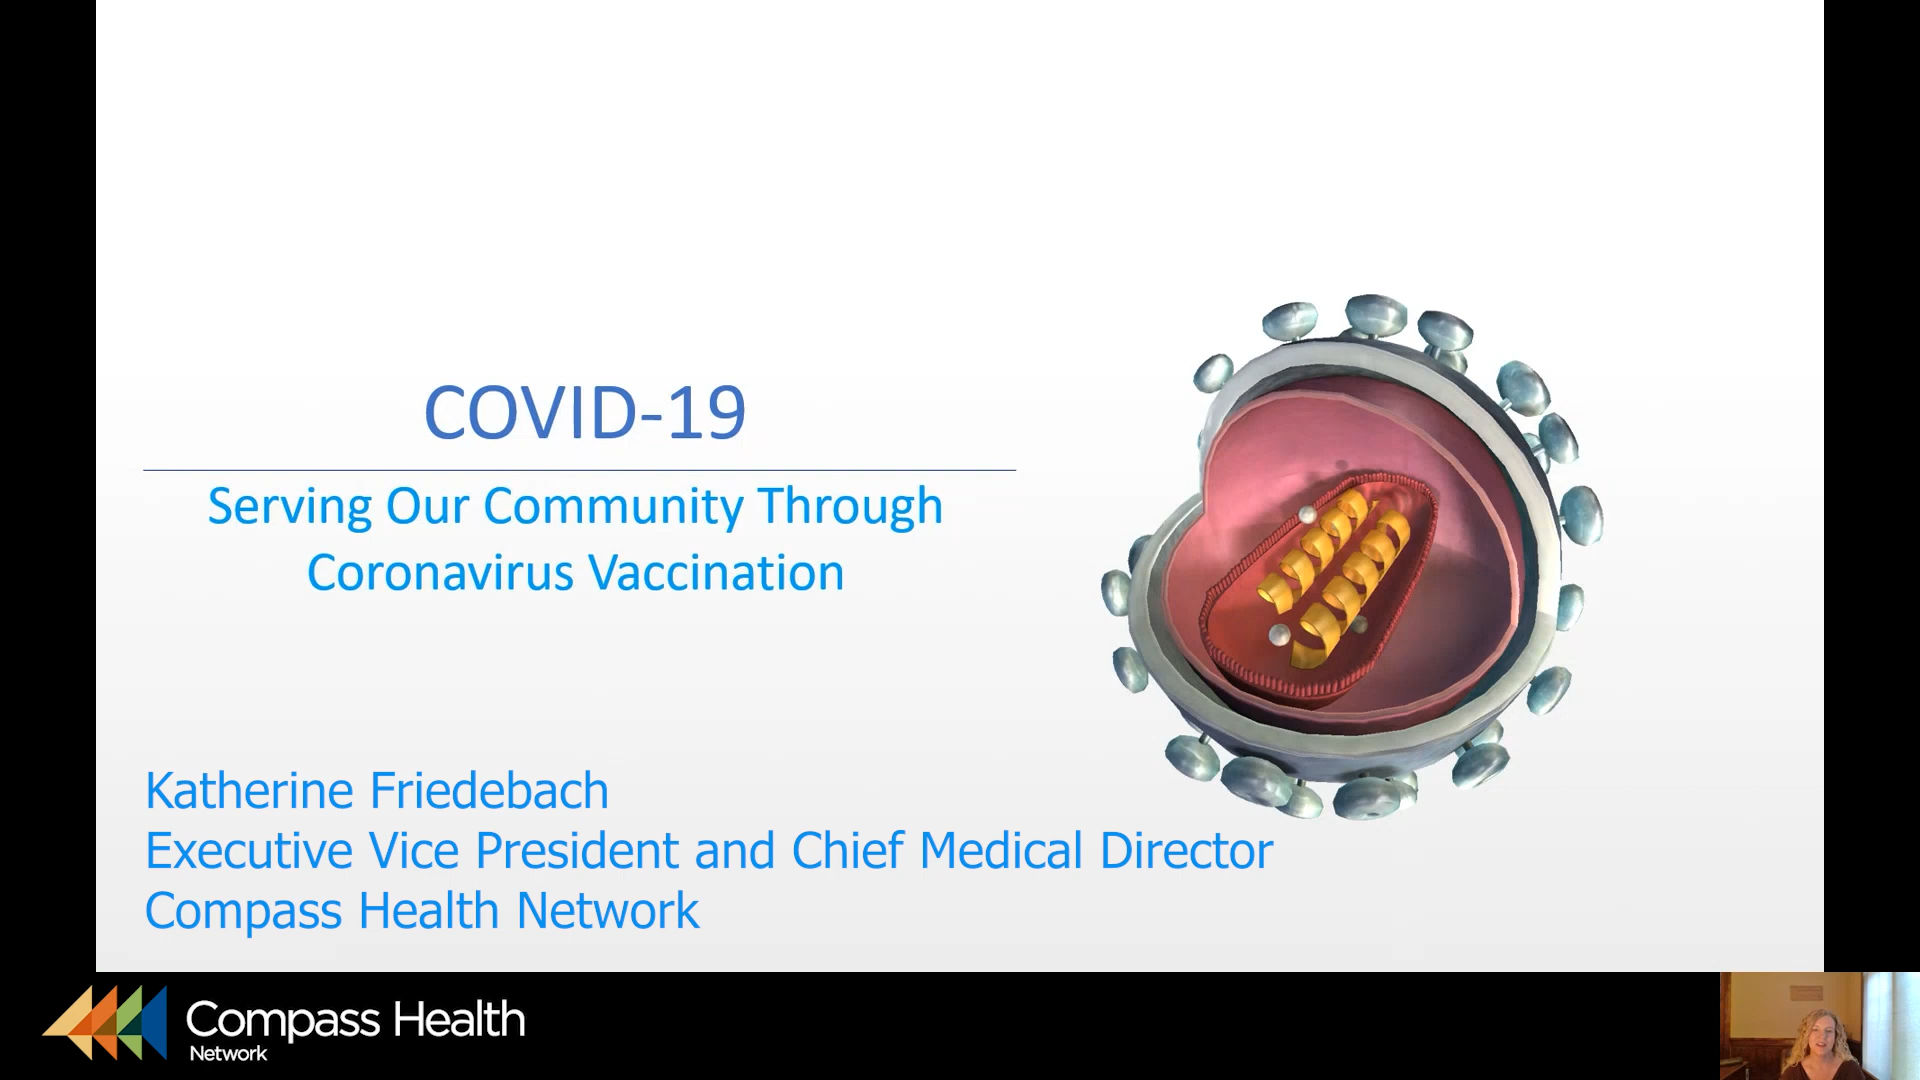 COVID-19
Serving Our Community Through
Coronavirus Vaccination
Katherine Friedebach
Executive Vice President and Chief Medical Director
Compass Health Network
Compass Health
Network